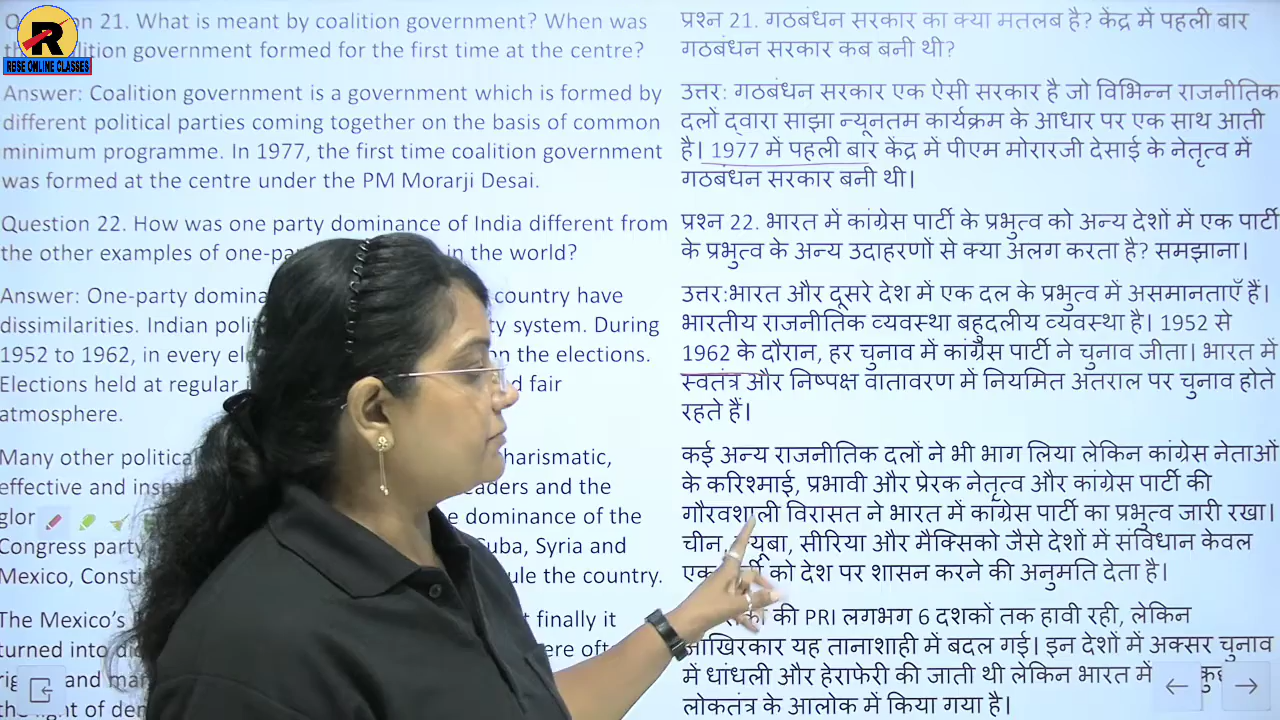 Question 21. What is meant by coalition government? When was
the coalition government formed for the first time at the centre?
R
REISE ONLINE CLASSES
Answer: Coalition government is a government which is formed by
different political parties coming together on the basis of common
minimum programme. In 1977, the first time coalition government
was formed at the centre under the PM Morarji Desai.
Question 22. How was one party dominance of India different from
the other examples of one-pa in the world?
Answer: One-party domina country have
dissimilarities. Indian poli ty system. During
1952 to 1962, in every el on the elections.
Elections held at regular fair
atmosphere.
Many other politica harismatic,
effective and ins eaders and the
glor e dominance of the
Congress party Cuba, Syria and
Mexico, Consti ule the country.
The Mexico's t finally it
turned into di ere oft
and ma
the light of de
प्रश्न 21. गठबंधन सरकार का क्या मतलब है? केंद्र में पहली बार
गठबंधन सरकार कब बनी थी?
उत्तर: गठबंधन सरकार एक ऐसी सरकार है जो विभिन्न राजनीतिक
दलों द्वारा साझा न्यूनतम कार्यक्रम के आधार पर एक साथ आती
है। 1977 में पहली बार केंद्र में पीएम मोरारजी देसाई के नेतृत्व में
गठबंधन सरकार बनी थी।
प्रश्न 22. भारत में कांग्रेस पार्टी के प्रभुत्व को अन्य देशों में एक पार्टी
के प्रभुत्व के अन्य उदाहरणों से क्या अलग करता है? समझाना।
उत्तर:भारत और दूसरे देश में एक दल के प्रभुत्व में असमानताएँ हैं।
भारतीय राजनीतिक व्यवस्था बहुदलीय व्यवस्था है। 1952 से
1962 के दौरान, हर चुनाव में कांग्रेस पार्टी ने चुनाव जीता। भारत में
स्वतंत्र और निष्पक्ष वातावरण में नियमित अंतराल पर चुनाव होते
रहते हैं।
कई अन्य राजनीतिक दलों ने भी भाग लिया लेकिन कांग्रेस नेताओं
के करिश्माई, प्रभावी और प्रेरक नेतृत्व और कांग्रेस पार्टी की
गौरवशाली विरासत ने भारत में कांग्रेस पार्टी का प्रभुत्व जारी रखा।
चीन, क्यूबा, सीरिया और मैक्सिको जैसे देशों में संविधान केवल
एक पार्टी को देश पर शासन करने की अनुमति देता है।
की PRI लगभग 6 दशकों तक हावी रही, लेकिन
आखिरकार यह तानाशाही में बदल गई। इन देशों में अक्सर चुनाव
में धांधली और हेराफेरी की जाती थी लेकिन भारत में
लोकतंत्र के आलोक में किया गया है।